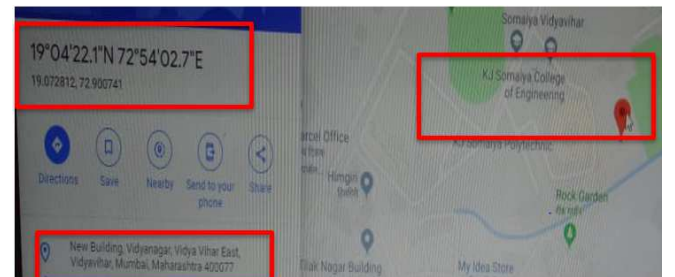 19°04'22.1"N 72°54'02.7"E
19.072812, 72.900741
Directions
Save
Nearby
Send to your
phone
Share
New Building, Vidyanagar, Vidya Vihar East,
Vidyavihar, Mumbai, Maharashtra 400077
Somaiya Vidyavihar
KJ Somaiya College
of Engineering
KJ Somaiya Polytechnic
arcel Office
Himgiri
Rock Garden
Tilak Nagar Building
My Idea Store